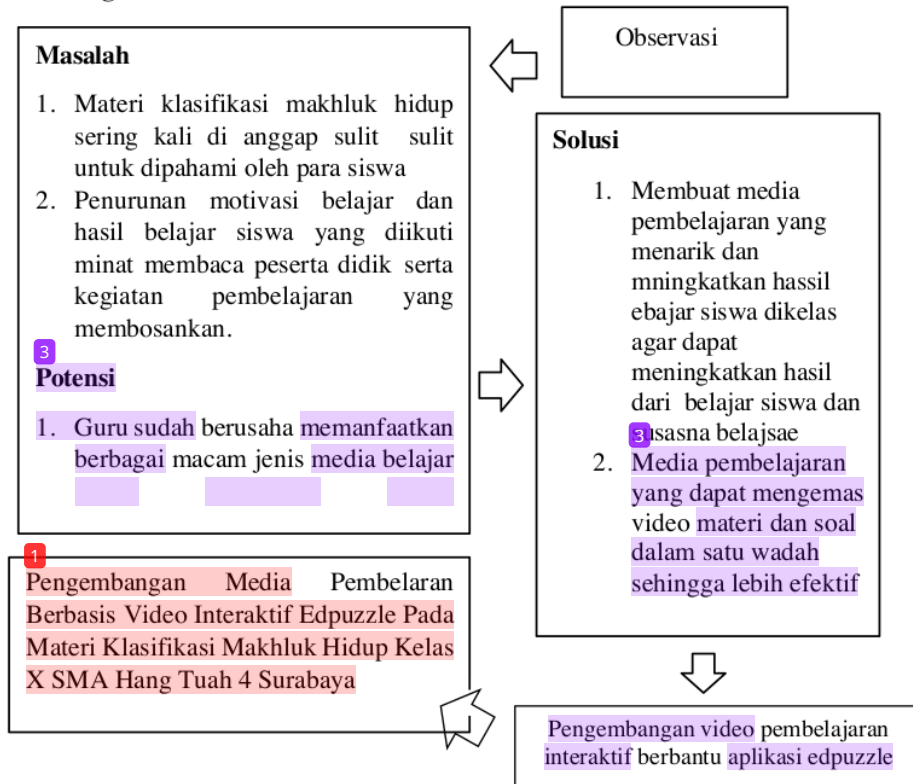 Observasi
Masalah
1. Materi klasifikasi makhluk hidup
sering kali di anggap sulit sulit
untuk dipahami oleh para siswa
2. Penurunan motivasi belajar dan
hasil belajar siswa yang diikuti
minat membaca peserta didik serta
kegiatan pembelajaran yang
membosankan.
3
Potensi
1. Guru sudah berusaha memanfaatkan
berbagai macam jenis media belajar
Solusi
1. Membuat media
pembelajaran yang
menarik dan
mningkatkan hassil
ebajar siswa dikelas
agar dapat
meningkatkan hasil
dari belajar siswa dan
3
usasna belajsae
2. Media pembelajaran
yang dapat mengemas
video materi dan soal
dalam satu wadah
sehingga lebih efektif
Pengembangan video pembelajaran
interaktif berbantu aplikasi edpuzzle
1
Pengembangan Media Pembelaran
Berbasis Video Interaktif Edpuzzle Pada
Materi Klasifikasi Makhluk Hidup Kelas
X SMA Hang Tuah 4 Surabaya